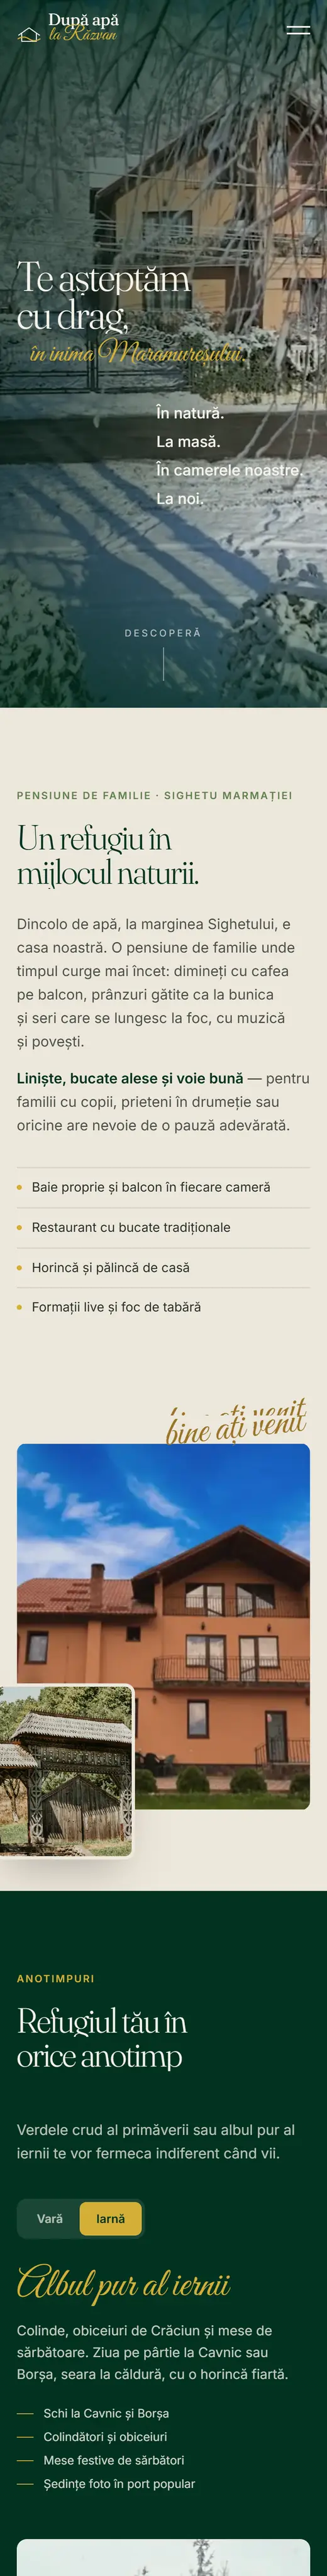 După apă
la Răzvan
Te așteptăm
cu drag,
în inima Maramureșului.
În natură.
La masă.
În camerele noastre.
La noi.
DESCOPERĂ
PENSIUNE DE FAMILIE · SIGHETU MARMAȚIEI
Un refugiu în
mijlocul naturii.
Dincolo de apă, la marginea Sighetului, e
casa noastră. O pensiune de familie unde
timpul curge mai încet: dimineți cu cafea
pe balcon, prânzuri gătite ca la bunica
și seri care se lungesc la foc, cu muzică
și povești.
Liniște, bucate alese și voie bună — pentru
familii cu copii, prieteni în drumeție sau
oricine are nevoie de o pauză adevărată.
Baie proprie și balcon în fiecare cameră
Restaurant cu bucate tradiționale
Horincă și pălincă de casă
Formații live și foc de tabără
bine ați venit
ANOTIMPURI
Refugiul tău în
orice anotimp
Verdele crud al primăverii sau albul pur al
iernii te vor fermeca indiferent când vii.
Vară Iarnă
Albul pur al iernii
Colinde, obiceiuri de Crăciun și mese de
sărbătoare. Ziua pe pârtie la Cavnic sau
Borșa, seara la căldură, cu o horincă fiartă.
Schi la Cavnic și Borșa
Colindători și obiceiuri
Mese festive de sărbători
Ședințe foto în port popular